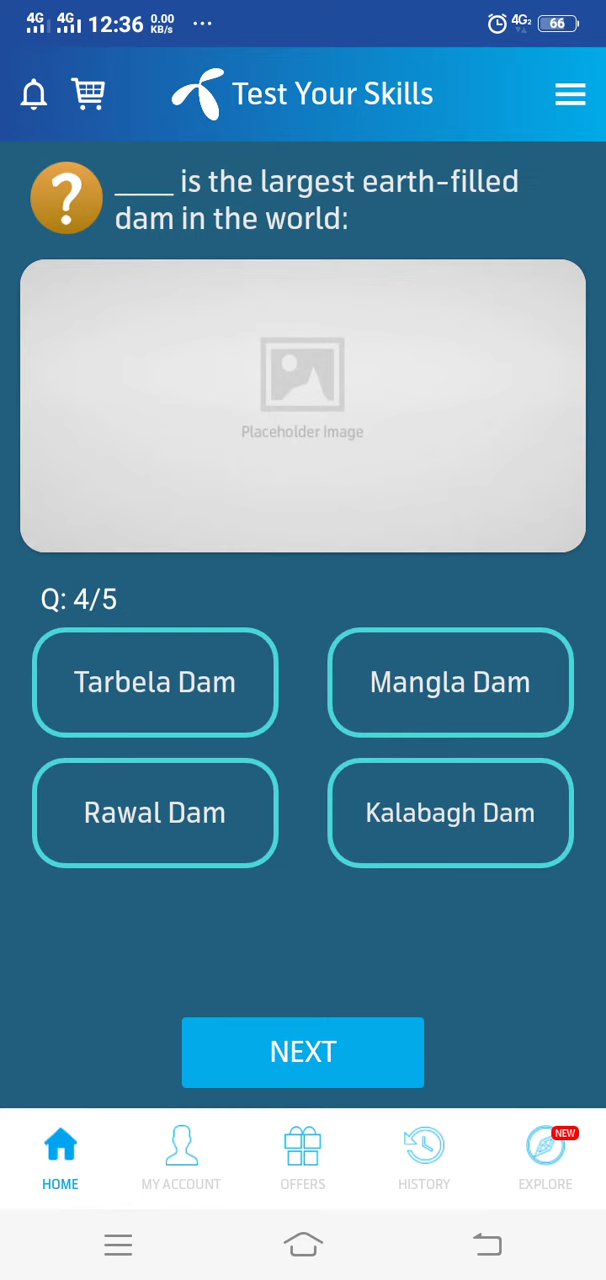 4G 4G 12:36 0.00 KB/s ... 4G2 66
Test Your Skills
? ____ is the largest earth-filled
dam in the world:
Placeholder Image
Q: 4/5
Tarbela Dam Mangla Dam
Rawal Dam Kalabagh Dam
NEXT
NEW
HOME MY ACCOUNT OFFERS HISTORY EXPLORE